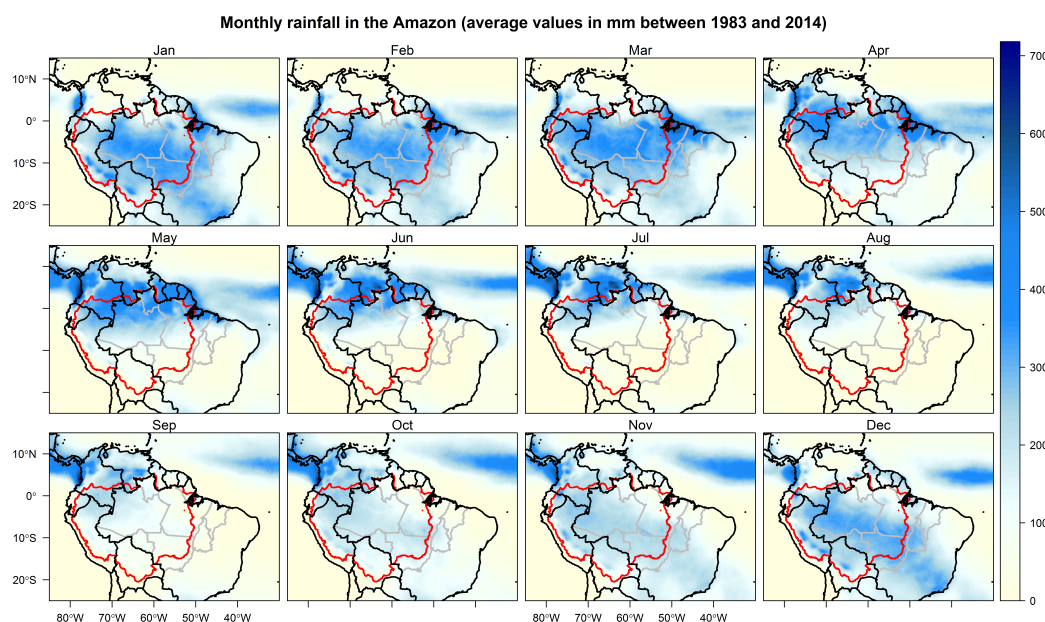 Monthly rainfall in the Amazon (average values in mm between 1983 and 2014)
Jan Feb Mar Apr
10°N
0°
10°S
20°S
May Jun Jul Aug
Sep Oct Nov Dec
10°N
0°
10°S
20°S
80°W 70°W 60°W 50°W 40°W 80°W 70°W 60°W 50°W 40°W
700
600
500
400
300
200
100
0